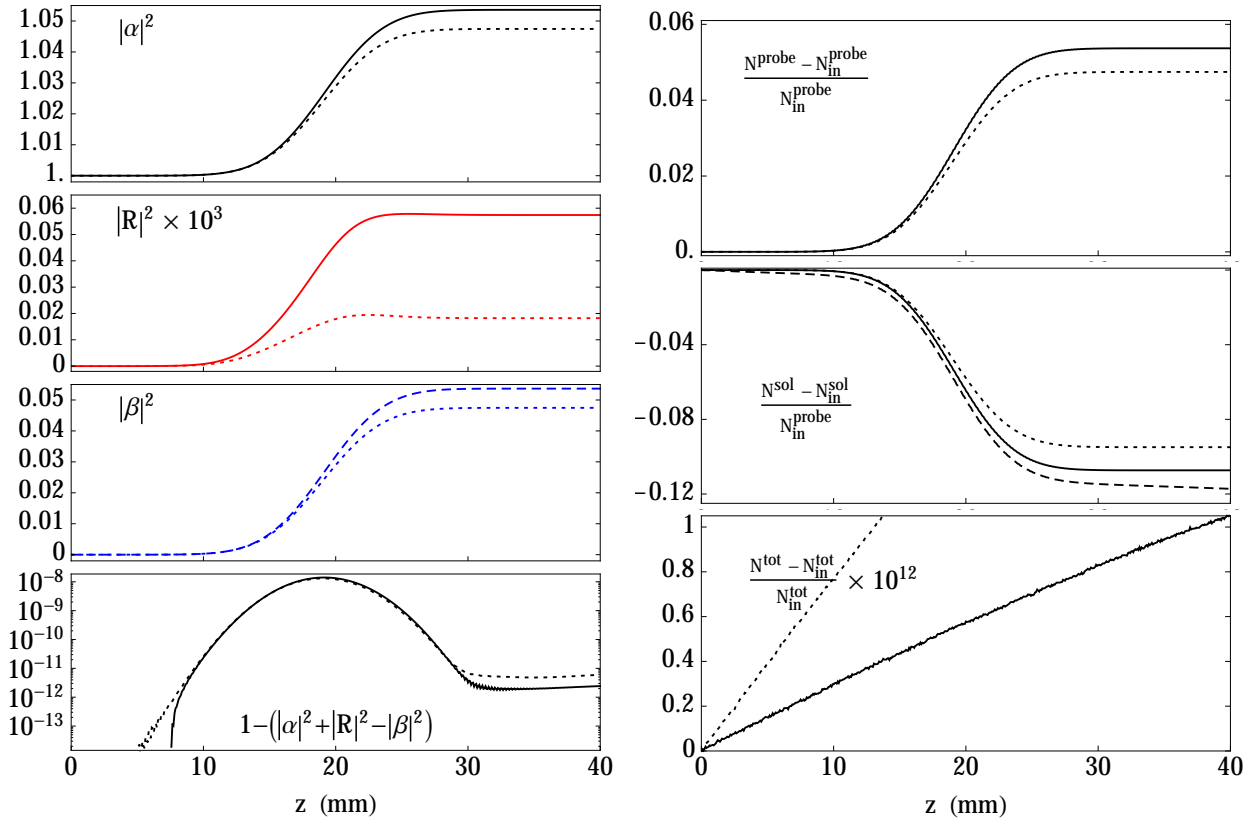 |α|²
1.05
1.04
1.03
1.02
1.01
1.
|R|² × 10³
0.06
0.05
0.04
0.03
0.02
0.01
0
|β|²
0.05
0.04
0.03
0.02
0.01
0
10⁻⁸
10⁻⁹
10⁻¹⁰
10⁻¹¹
10⁻¹²
10⁻¹³
1−(|α|²+|R|²−|β|²)
0 10 20 30 40
z (mm)
0.06
0.04
0.02
0.
N^probe − N_in^probe
N_in^probe
0 10 20 30 40
−0.04
−0.08
−0.12
N^sol − N_in^sol
N_in^probe
1
0.8
0.6
0.4
0.2
0
N^tot − N_in^tot
N_in^tot
× 10¹²
0 10 20 30 40
z (mm)